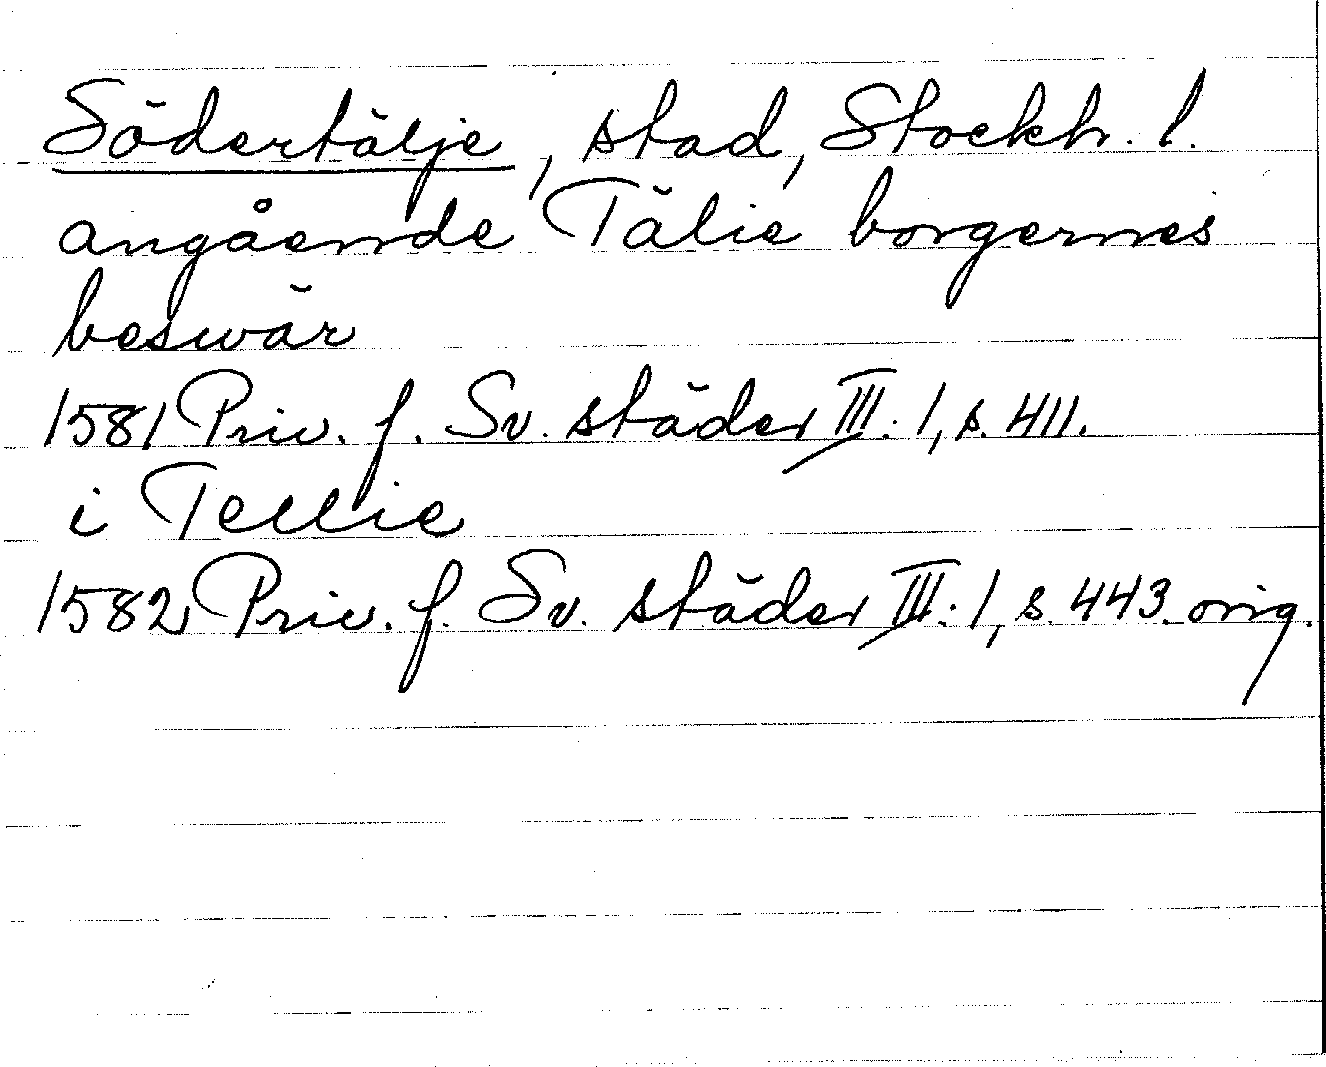 Södertälje, stad, Stockh. l.
angående Tälie borgernes
beswär
1581 Priv. f. Sv. städer III: 1, s. 411.
i Tellie
1582 Priv. f. Sv. städer III: 1, s. 443. orig.